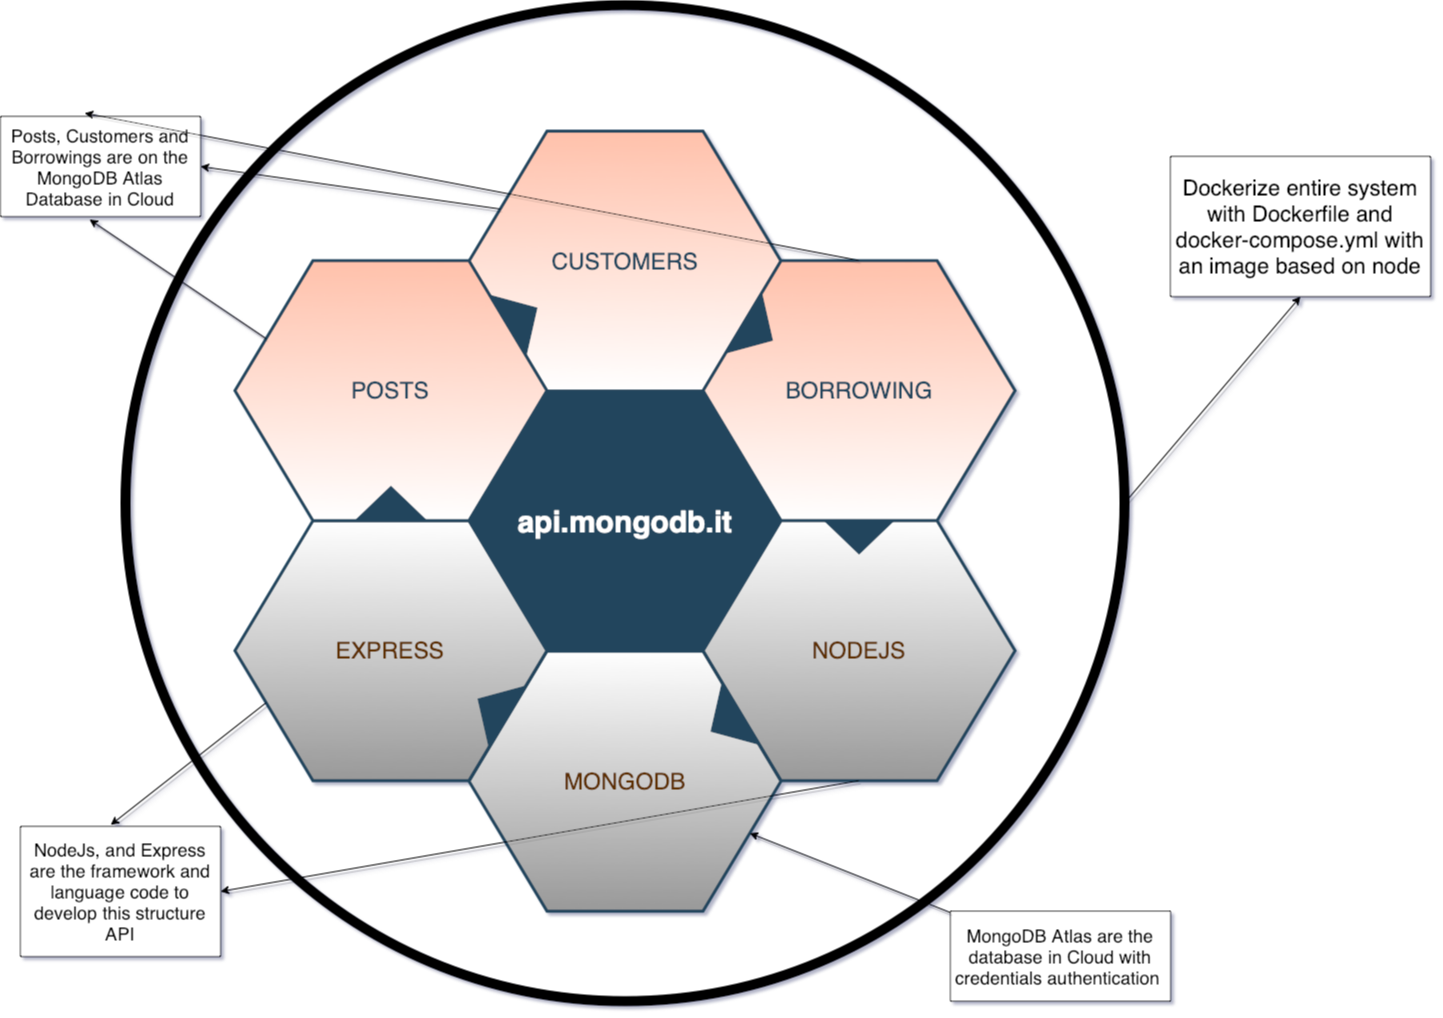 Posts, Customers and
Borrowings are on the
MongoDB Atlas
Database in Cloud
Dockerize entire system
with Dockerfile and
docker-compose.yml with
an image based on node
CUSTOMERS
POSTS
BORROWING
api.mongodb.it
EXPRESS
NODEJS
MONGODB
NodeJs, and Express
are the framework and
language code to
develop this structure
API
MongoDB Atlas are the
database in Cloud with
credentials authentication